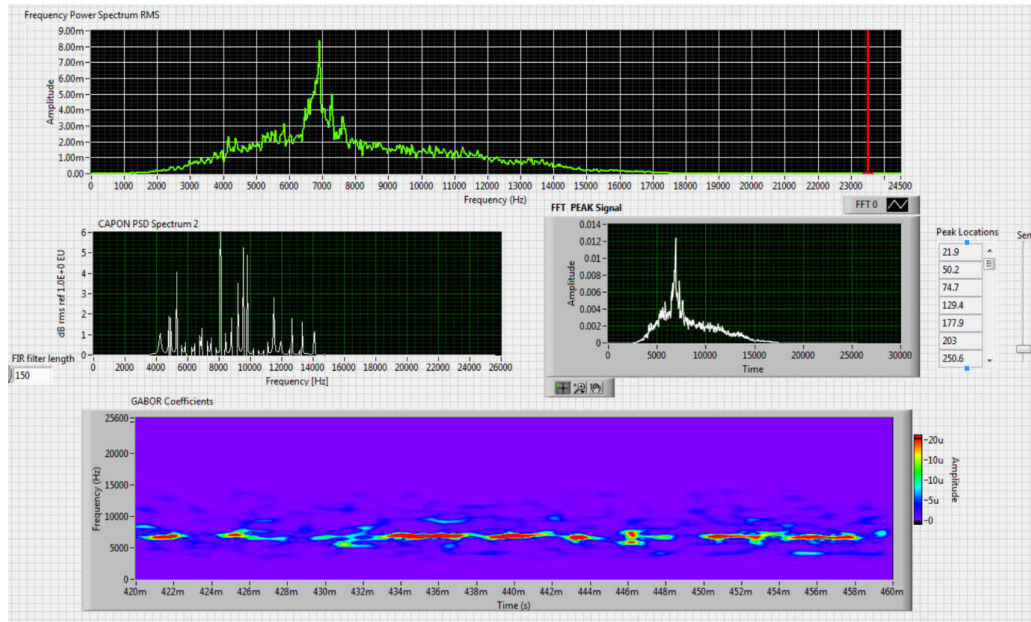 Frequency Power Spectrum RMS
9.00m
8.00m
7.00m
6.00m
5.00m
4.00m
3.00m
2.00m
1.00m
0.00
Amplitude
0 1000 2000 3000 4000 5000 6000 7000 8000 9000 10000 11000 12000 13000 14000 15000 16000 17000 18000 19000 20000 21000 22000 23000 24500
Frequency (Hz)
FFT 0
CAPON PSD Spectrum 2
6
5
4
3
2
1
0
dB rms ref 1.0E+0 EU
0 2000 4000 6000 8000 10000 12000 14000 16000 18000 20000 22000 24000 26000
Frequency [Hz]
FIR filter length
150
FFT PEAK Signal
0.014
0.012
0.01
0.008
0.006
0.004
0.002
0
Amplitude
0 5000 10000 15000 20000 25000 30000
Time
Peak Locations
21.9
50.2
74.7
129.4
177.9
203
250.6
Sen
GABOR Coefficients
25600
20000
15000
10000
5000
0
Frequency (Hz)
420m 422m 424m 426m 428m 430m 432m 434m 436m 438m 440m 442m 444m 446m 448m 450m 452m 454m 456m 458m 460m
Time (s)
-20u
-10u
-10u
-5u
-0
Amplitude